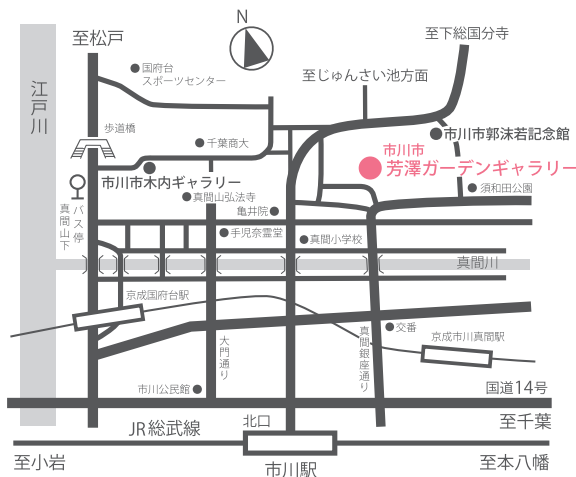 N
至松戸
至下総国分寺
国府台
スポーツセンター
至じゅんさい池方面
江戸川
歩道橋
千葉商大
市川市郭沫若記念館
市川市
芳澤ガーデンギャラリー
市川市木内ギャラリー
須和田公園
バス停
真間山下
真間山弘法寺
亀井院
手児奈霊堂
真間小学校
真間川
京成国府台駅
大門通り
真間銀座通り
交番
京成市川真間駅
市川公民館
国道14号
北口
至千葉
JR総武線
至小岩
市川駅
至本八幡